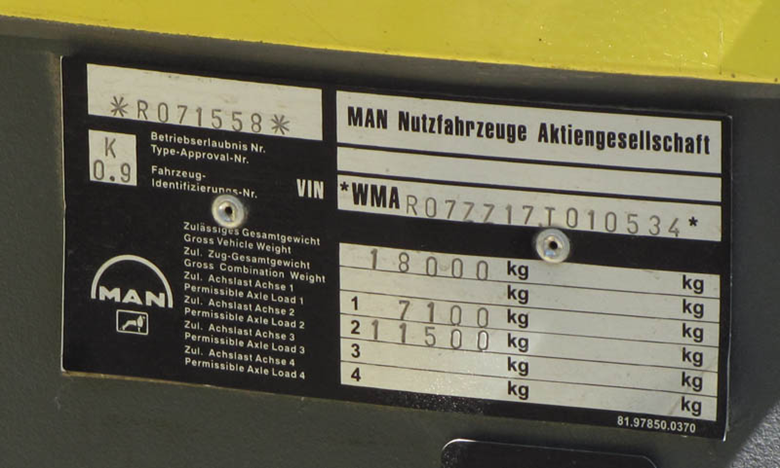 *R071558*
MAN Nutzfahrzeuge Aktiengesellschaft
K
0.9
Betriebserlaubnis Nr.
Type-Approval-Nr.
Fahrzeug-
Identifizierungs-Nr. VIN *WMAR07ZZ17T010534*
Zulässiges Gesamtgewicht
Gross Vehicle Weight
18000 kg kg
Zul. Zug-Gesamtgewicht
Gross Combination Weight
kg kg
Zul. Achslast Achse 1
Permissible Axle Load 1
1 7100 kg kg
Zul. Achslast Achse 2
Permissible Axle Load 2
2 11500 kg kg
Zul. Achslast Achse 3
Permissible Axle Load 3
3 kg kg
Zul. Achslast Achse 4
Permissible Axle Load 4
4 kg kg
MAN
81.97850.0370